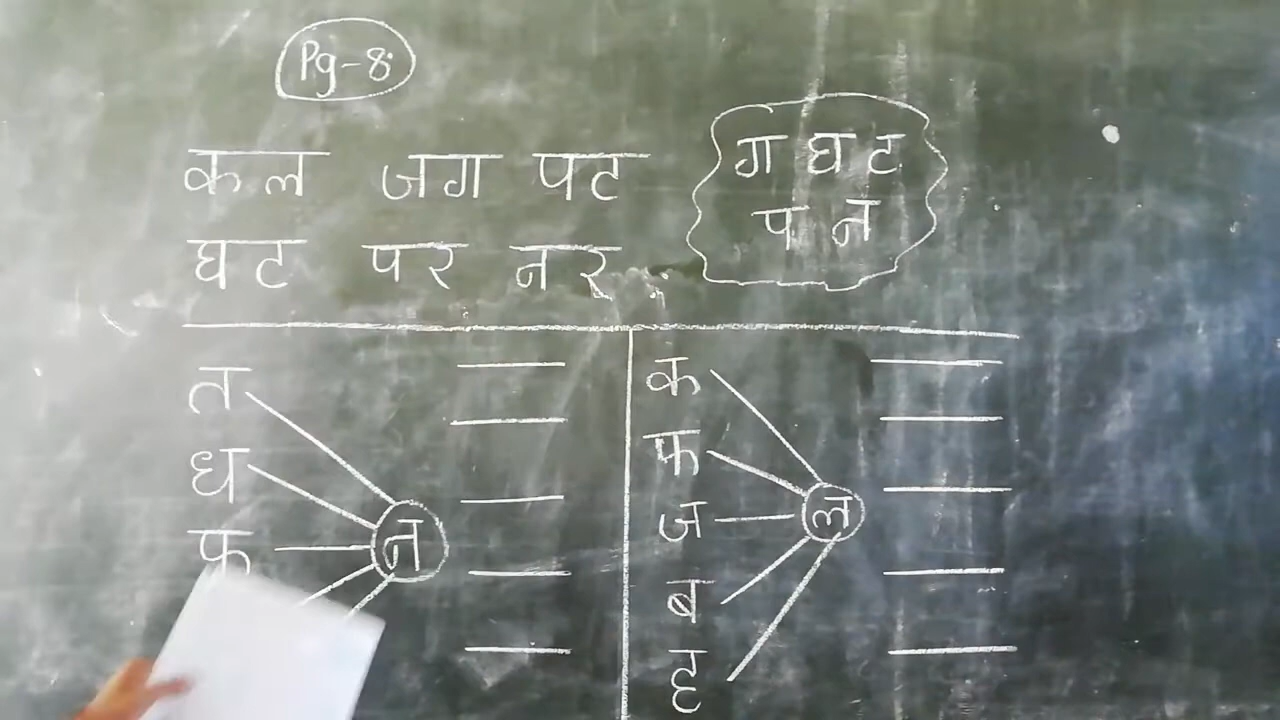 Pg-8.
कल जग पट
घट पर नर
ग घ ट
प न
त
ध
फ
न
क
फ
ज
ब
ह
ल